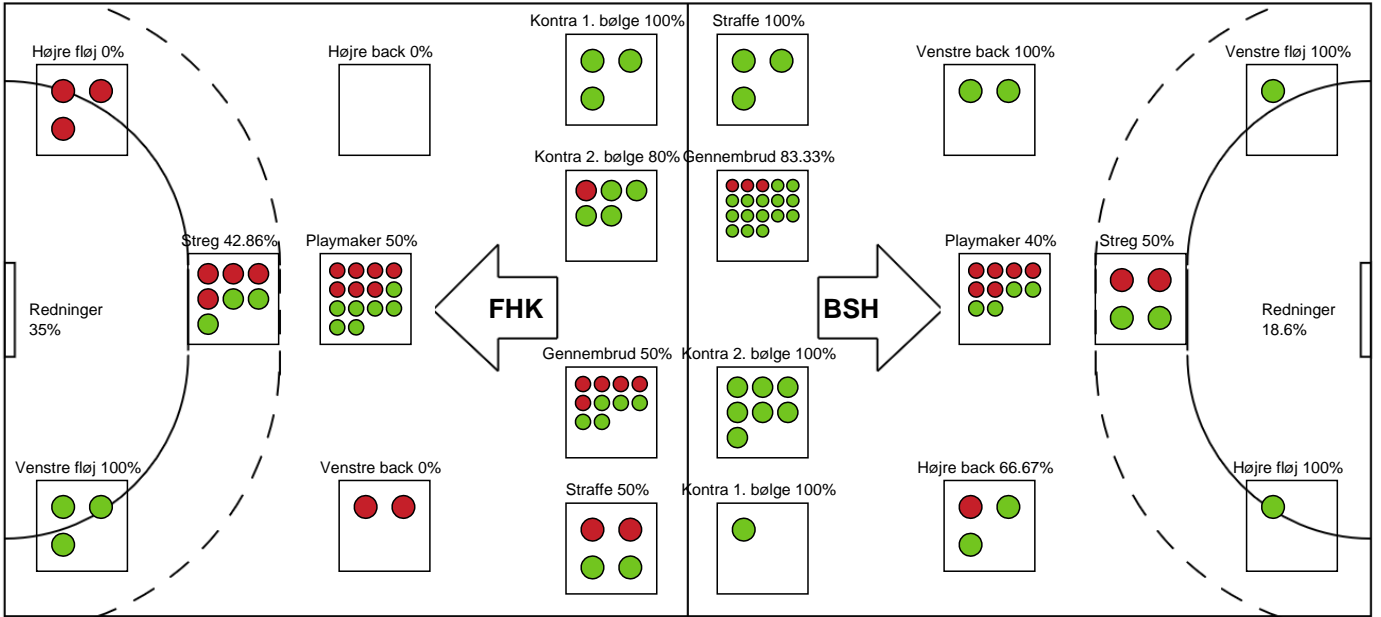 Kontra 1. bølge 100%
Straffe 100%
Højre fløj 0%
Højre back 0%
Venstre back 100%
Venstre fløj 100%
Kontra 2. bølge 80%
Gennembrud 83.33%
Streg 42.86%
Playmaker 50%
Playmaker 40%
Streg 50%
Redninger
35%
FHK
BSH
Redninger
18.6%
Gennembrud 50%
Kontra 2. bølge 100%
Venstre fløj 100%
Venstre back 0%
Straffe 50%
Kontra 1. bølge 100%
Højre back 66.67%
Højre fløj 100%